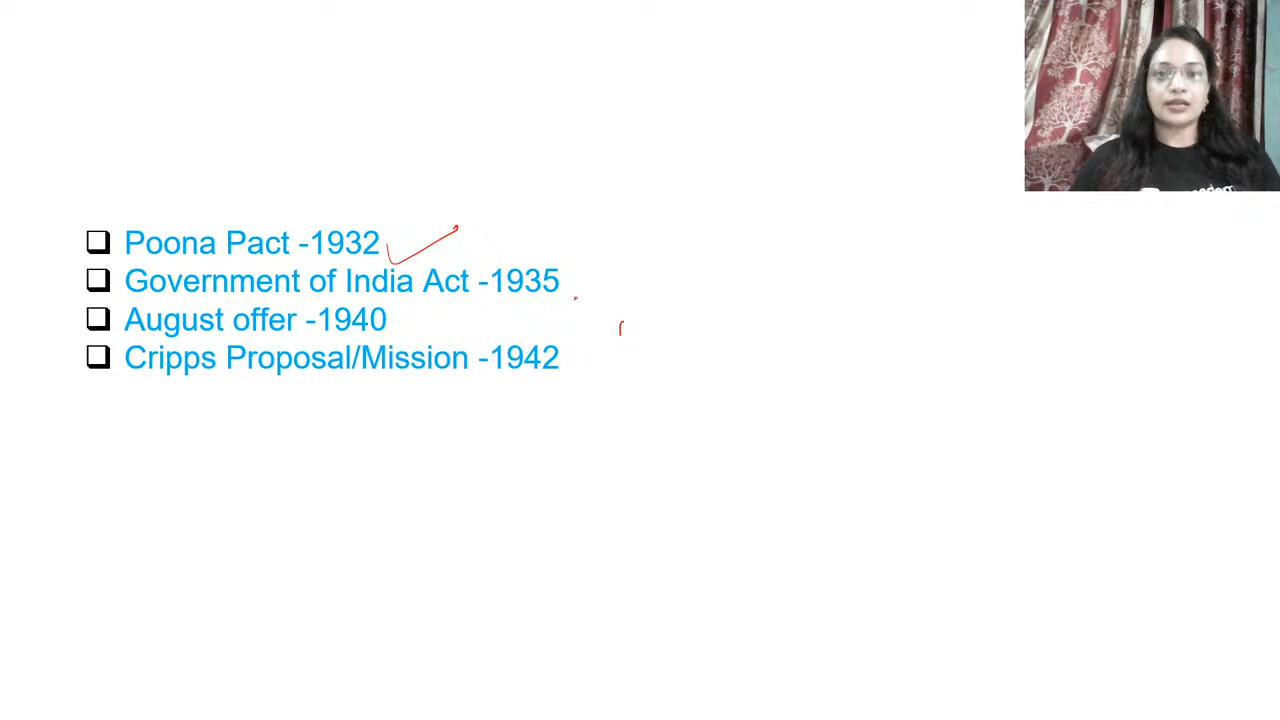 Poona Pact -1932
Government of India Act -1935
August offer -1940
Cripps Proposal/Mission -1942